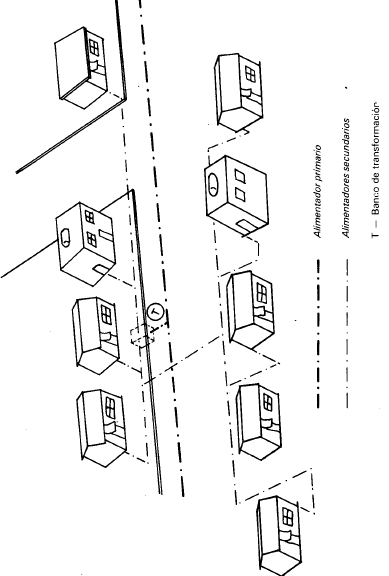 T
Alimentador primario
Alimentadores secundarios
T — Banco de transformación